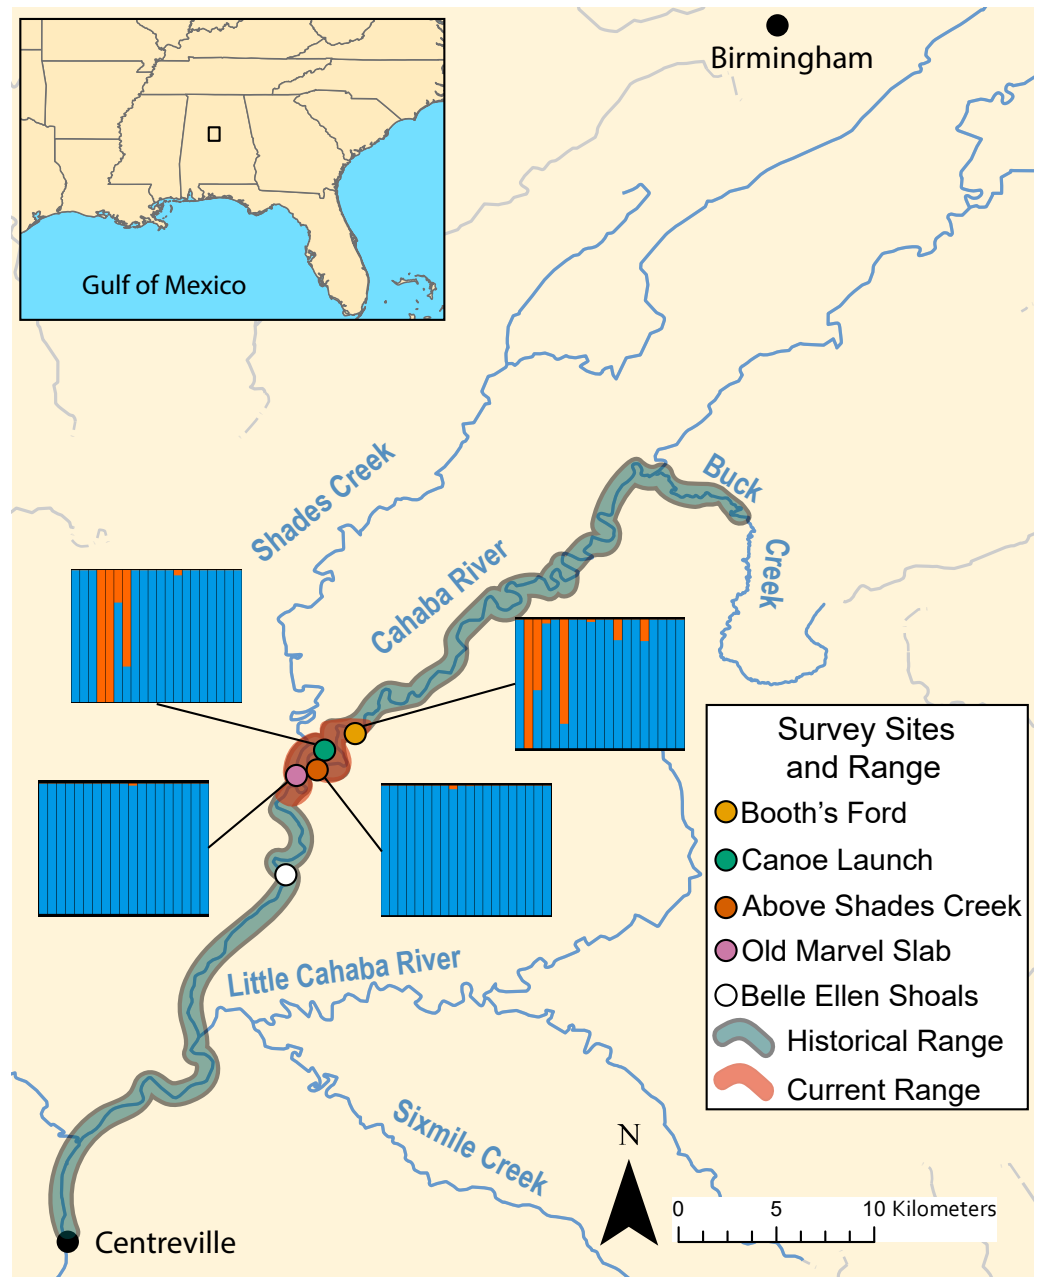 Birmingham
Gulf of Mexico
Shades Creek
Buck
Creek
Cahaba River
Survey Sites
and Range
Booth's Ford
Canoe Launch
Above Shades Creek
Old Marvel Slab
Belle Ellen Shoals
Historical Range
Current Range
Little Cahaba River
Sixmile Creek
N
0 5 10 Kilometers
Centreville